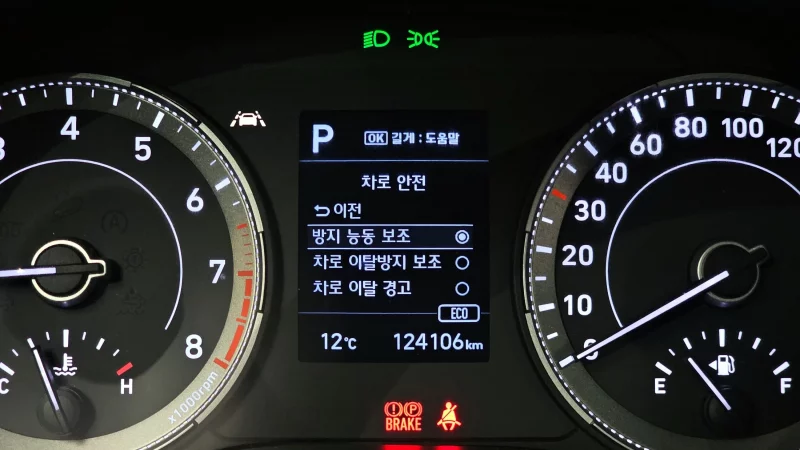 3
4
5
6
7
8
x1000rpm
C
H
P
OK 길게 : 도움말
차로 안전
이전
방지 능동 보조
차로 이탈방지 보조
차로 이탈 경고
ECO
12℃
124106km
P
BRAKE
0
10
20
30
40
60
80
100
120
E
F